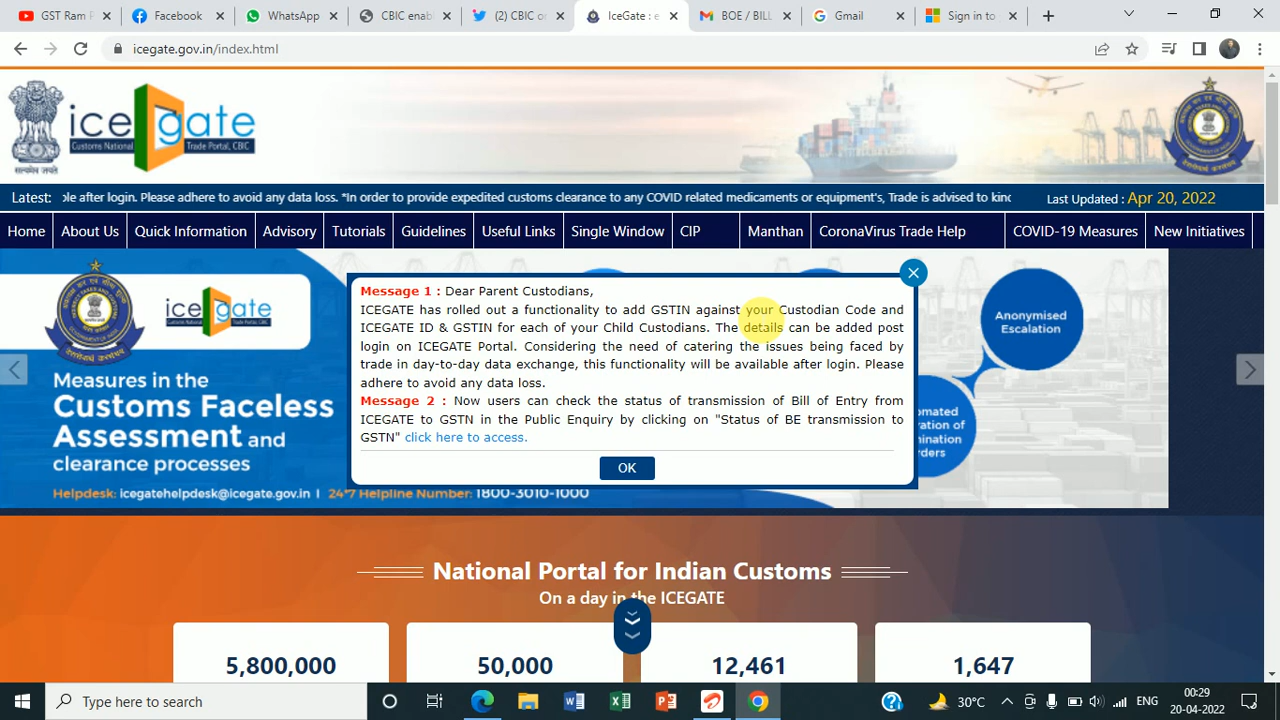 GST Ram P
Facebook
WhatsApp
CBIC enab
(2) CBIC o
IceGate : e
BOE / BILL
Gmail
Sign in to
icegate.gov.in/index.html
सत्यमेव जयते
ice gate
Customs National Trade Portal, CBIC
Latest:
ple after login. Please adhere to avoid any data loss. *In order to provide expedited customs clearance to any COVID related medicaments or equipment's, Trade is advised to kind
Last Updated : Apr 20, 2022
Home
About Us
Quick Information
Advisory
Tutorials
Guidelines
Useful Links
Single Window
CIP
Manthan
CoronaVirus Trade Help
COVID-19 Measures
New Initiatives
icegate
Measures in the
Customs Faceless
Assessment and
clearance processes
Helpdesk: icegatehelpdesk@icegate.gov.in I 24*7 Helpline Number: 1800-3010-1000
Message 1 : Dear Parent Custodians,
ICEGATE has rolled out a functionality to add GSTIN against your Custodian Code and
ICEGATE ID & GSTIN for each of your Child Custodians. The details can be added post
login on ICEGATE Portal. Considering the need of catering the issues being faced by
trade in day-to-day data exchange, this functionality will be available after login. Please
adhere to avoid any data loss.
Message 2 : Now users can check the status of transmission of Bill of Entry from
ICEGATE to GSTN in the Public Enquiry by clicking on "Status of BE transmission to
GSTN" click here to access.
OK
Anonymised
Escalation
omated
ration of
mination
rders
National Portal for Indian Customs
On a day in the ICEGATE
5,800,000
50,000
12,461
1,647
Type here to search
30°C
ENG
00:29
20-04-2022